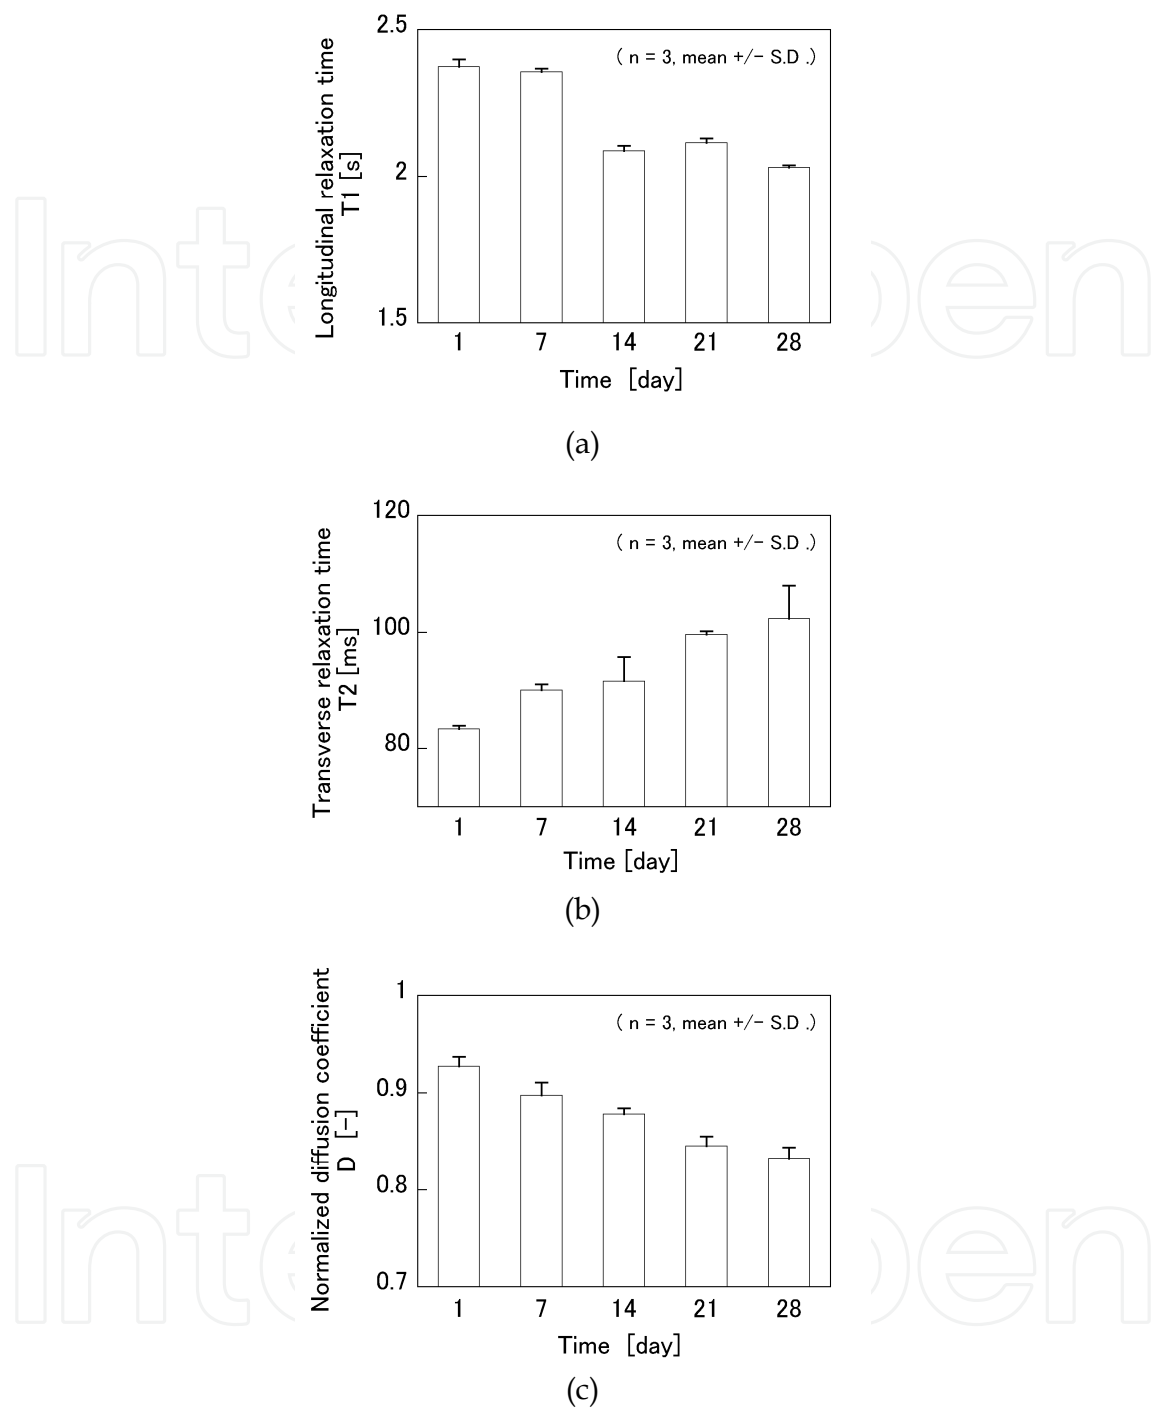 2.5
( n = 3, mean +/- S.D .)
Longitudinal relaxation time
T1 [s]
2
1.5
1 7 14 21 28
Time [day]
(a)
120
( n = 3, mean +/- S.D .)
Transverse relaxation time
T2 [ms]
100
80
1 7 14 21 28
Time [day]
(b)
1
( n = 3, mean +/- S.D .)
Normalized diffusion coefficient
D [-]
0.9
0.8
0.7
1 7 14 21 28
Time [day]
(c)